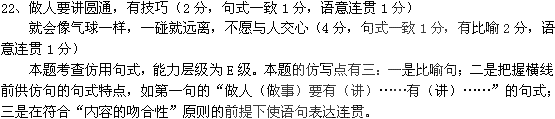 22、做人要讲圆通，有技巧（2分，句式一致1分，语意连贯1分）
就会像气球一样，一碰就远离，不愿与人交心（4分，句式一致1分，有比喻2分，语
意连贯1分）
本题考查仿用句式，能力层级为E级。本题的仿写点有三：一是比喻句；二是把握横线
前供仿句的句式特点，如第一句的“做人（做事）要有（讲）……有（讲）……”的句式；
三是在符合“内容的吻合性”原则的前提下使语句表达连贯。